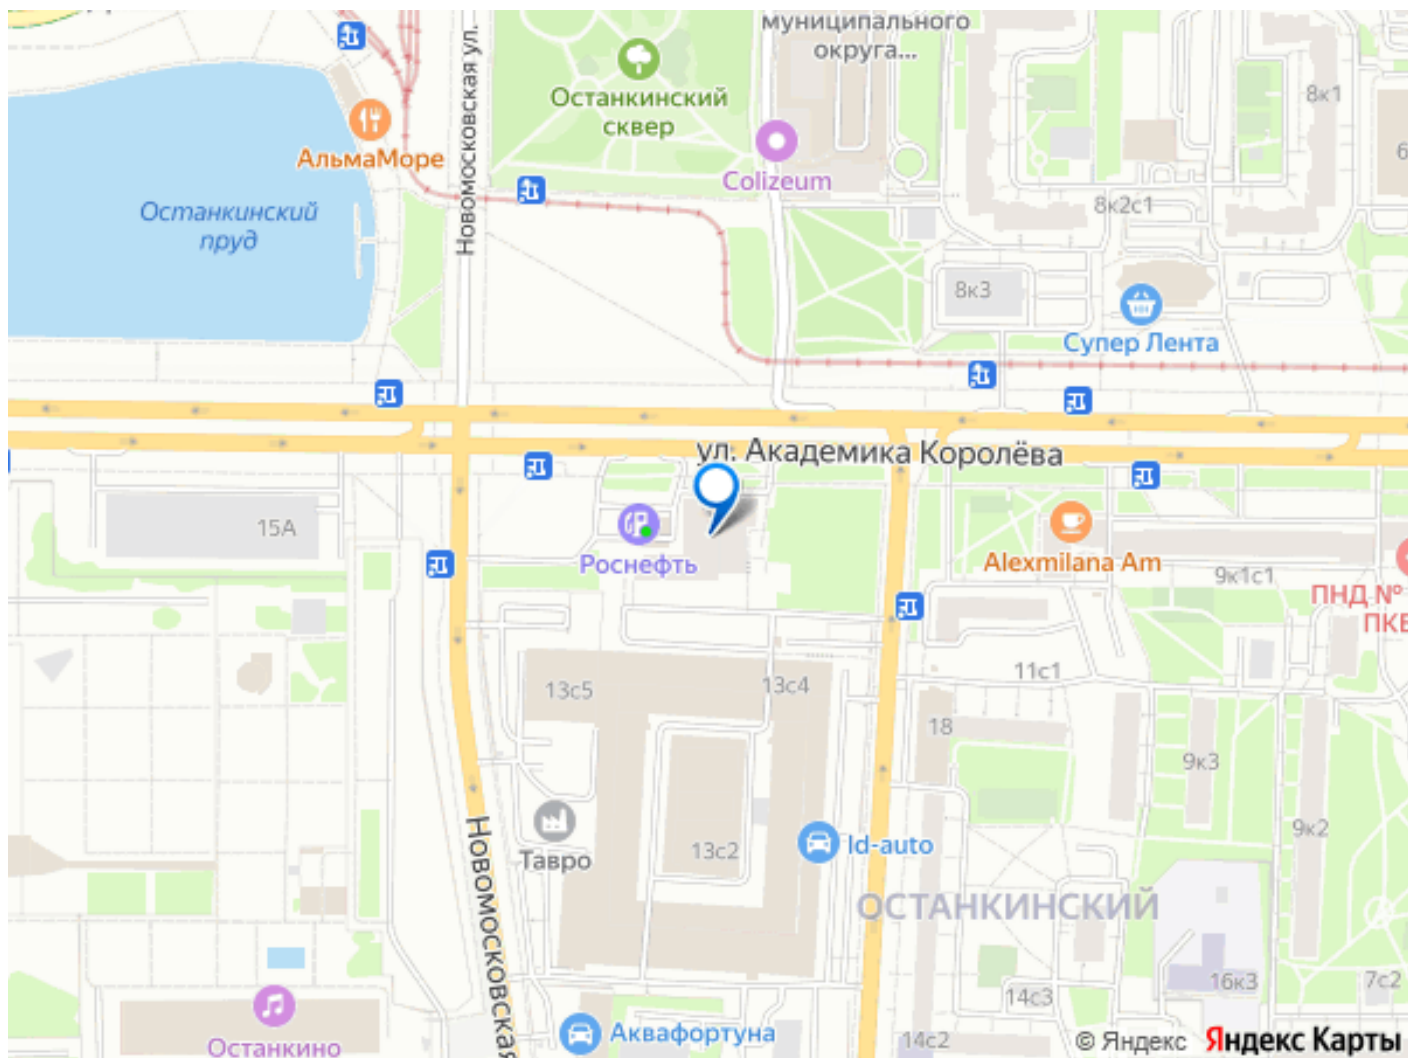 муниципального
округа...
Новомосковская ул.
Останкинский
сквер
8к1
6
АльмаМоре
Colizeum
Останкинский
пруд
8к2с1
8к3
Супер Лента
ул. Академика Королёва
15А
Роснефть
Alexmilana Am
9к1с1
ПНД №
ПКБ
11с1
13с5
13с4
18
9к3
9к2
13с2
Id-auto
Тавро
Новомосковская
ОСТАНКИНСКИЙ
16к3
7с2
14с3
Останкино
Аквафортуна
14с2
© Яндекс Яндекс Карты